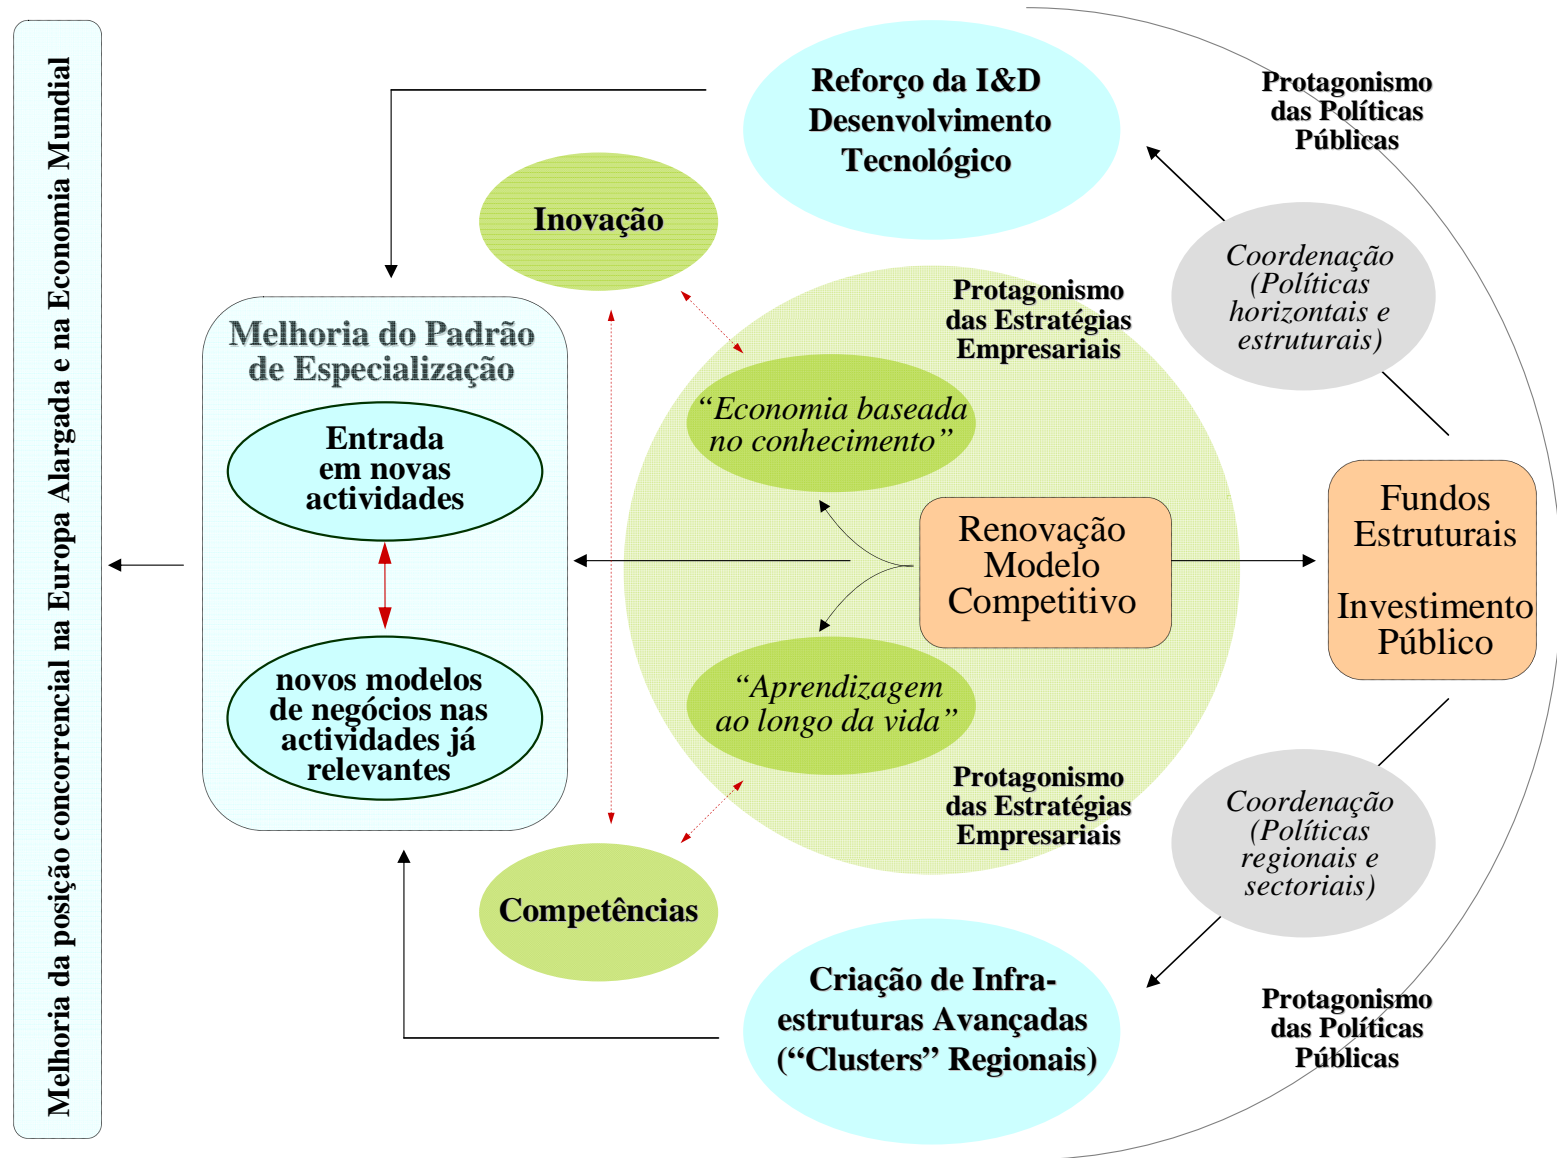 Melhoria da posição concorrencial na Europa Alargada e na Economia Mundial
Reforço da I&D
Desenvolvimento
Tecnológico
Protagonismo
das Políticas
Públicas
Inovação
Coordenação
(Políticas
horizontais e
estruturais)
Protagonismo
das Estratégias
Empresariais
Melhoria do Padrão
de Especialização
“Economia baseada
no conhecimento”
Entrada
em novas
actividades
Renovação
Modelo
Competitivo
Fundos
Estruturais
Investimento
Público
novos modelos
de negócios nas
actividades já
relevantes
“Aprendizagem
ao longo da vida”
Protagonismo
das Estratégias
Empresariais
Coordenação
(Políticas
regionais e
sectoriais)
Competências
Criação de Infra-
estruturas Avançadas
(“Clusters” Regionais)
Protagonismo
das Políticas
Públicas